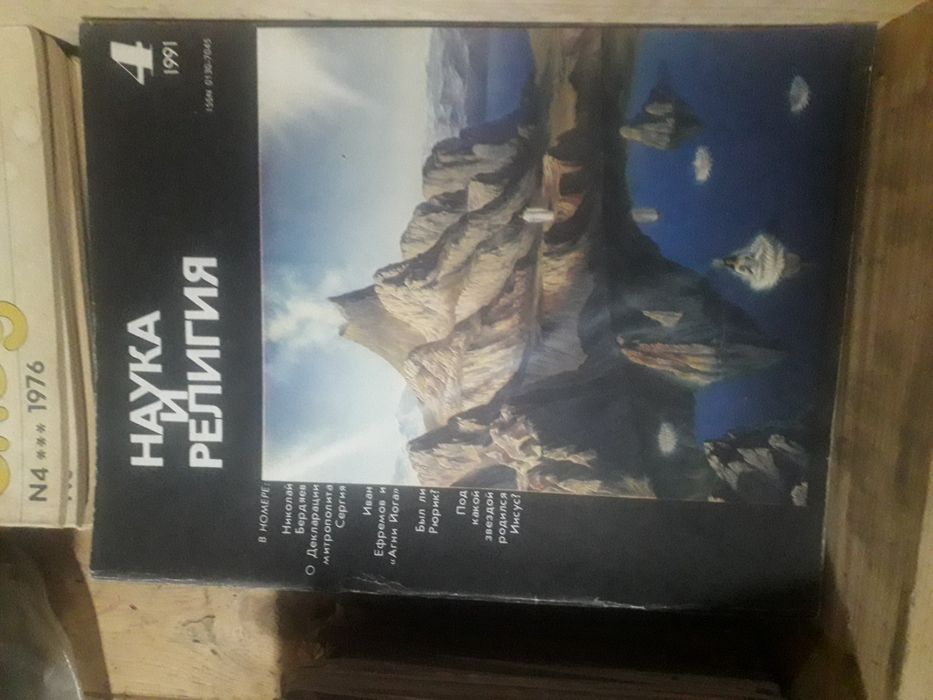 НАУКА
И
РЕЛИГИЯ
4
1991
ISSN 0130-7045
В НОМЕРЕ:
Николай
Бердяев
О Декларации
митрополита
Сергия
Иван
Ефремов и
«Агни Йога»
Был ли
Рюрик?
Под
какой
звездой
родился
Иисус?
N4 *** 1976